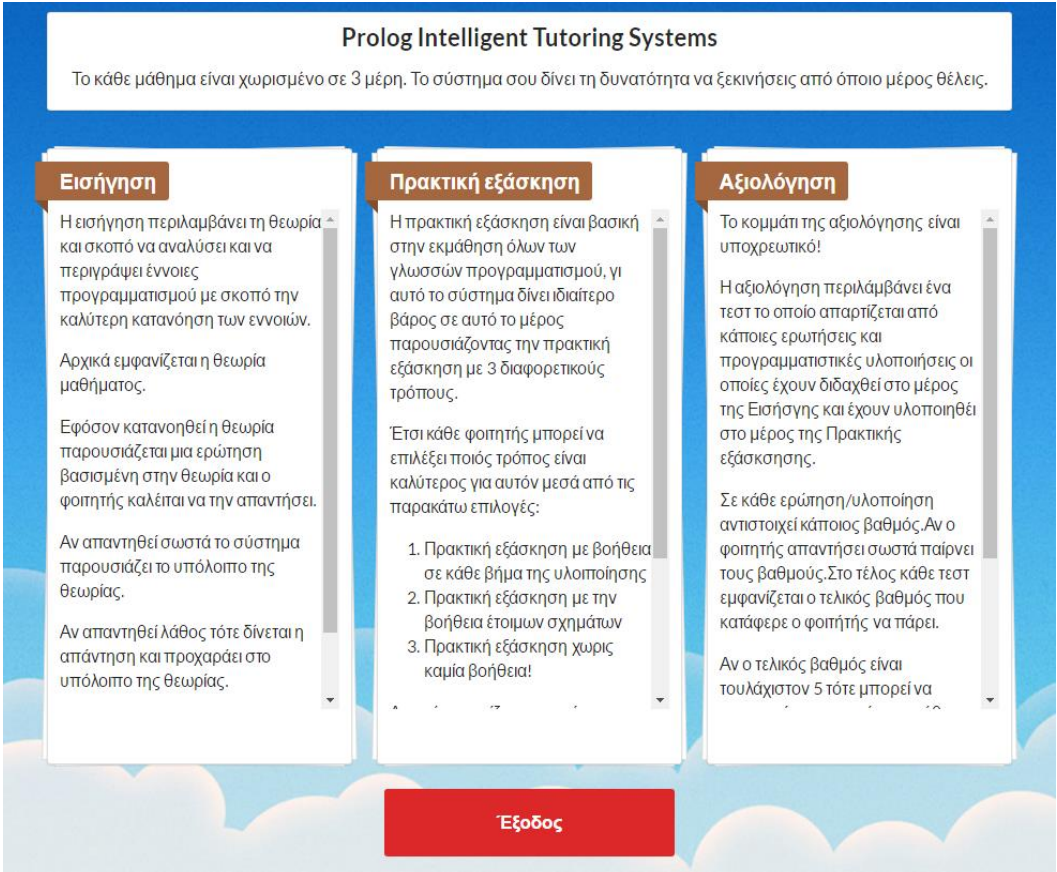 Prolog Intelligent Tutoring Systems
Το κάθε μάθημα είναι χωρισμένο σε 3 μέρη. Το σύστημα σου δίνει τη δυνατότητα να ξεκινήσεις από όποιο μέρος θέλεις.
Εισήγηση
Η εισήγηση περιλαμβάνει τη θεωρία
και σκοπό να αναλύσει και να
περιγράψει έννοιες
προγραμματισμού με σκοπό την
καλύτερη κατανόηση των εννοιών.
Αρχικά εμφανίζεται η θεωρία
μαθήματος.
Εφόσον κατανοηθεί η θεωρία
παρουσιάζεται μια ερώτηση
βασισμένη στην θεωρία και ο
φοιτητής καλέιται να την απαντήσει.
Αν απαντηθεί σωστά το σύστημα
παρουσιάζει το υπόλοιπο της
θεωρίας.
Αν απαντηθεί λάθος τότε δίνεται η
απάντηση και προχαράει στο
υπόλοιπο της θεωρίας.
Πρακτική εξάσκηση
Η πρακτική εξάσκηση είναι βασική
στην εκμάθηση όλων των
γλωσσών προγραμματισμού, γι
αυτό το σύστημα δίνει ιδιαίτερο
βάρος σε αυτό το μέρος
παρουσιάζοντας την πρακτική
εξάσκηση με 3 διαφορετικούς
τρόπους.
Έτσι κάθε φοιτητής μπορεί να
επιλέξει ποιός τρόπος είναι
καλύτερος για αυτόν μεσά από τις
παρακάτω επιλογές:
1. Πρακτική εξάσκηση με βοήθεια
σε κάθε βήμα της υλοιποίησης
2. Πρακτική εξάσκηση με την
βοήθεια έτοιμων σχημάτων
3. Πρακτική εξάσκηση χωρις
καμία βοήθεια!
Αξιολόγηση
Το κομμάτι της αξιολόγησης είναι
υποχρεωτικό!
Η αξιολόγηση περιλάμβάνει ένα
τεστ το οποίο απαρτίζεται από
κάποιες ερωτήσεις και
προγραμματιστικές υλοποιήσεις οι
οποίες έχουν διδαχθεί στο μέρος
της Εισήσγης και έχουν υλοποιηθέι
στο μέρος της Πρακτικής
εξάσκσησης.
Σε κάθε ερώτηση/υλοποίηση
αντιστοιχεί κάποιος βαθμός.Αν ο
φοιτητής απαντήσει σωστά παίρνει
τους βαθμούς.Στο τέλος κάθε τεστ
εμφανίζεται ο τελικός βαθμός που
κατάφερε ο φοιτήτής να πάρει.
Αν ο τελικός βαθμός είναι
τουλάχιστον 5 τότε μπορεί να
Έξοδος